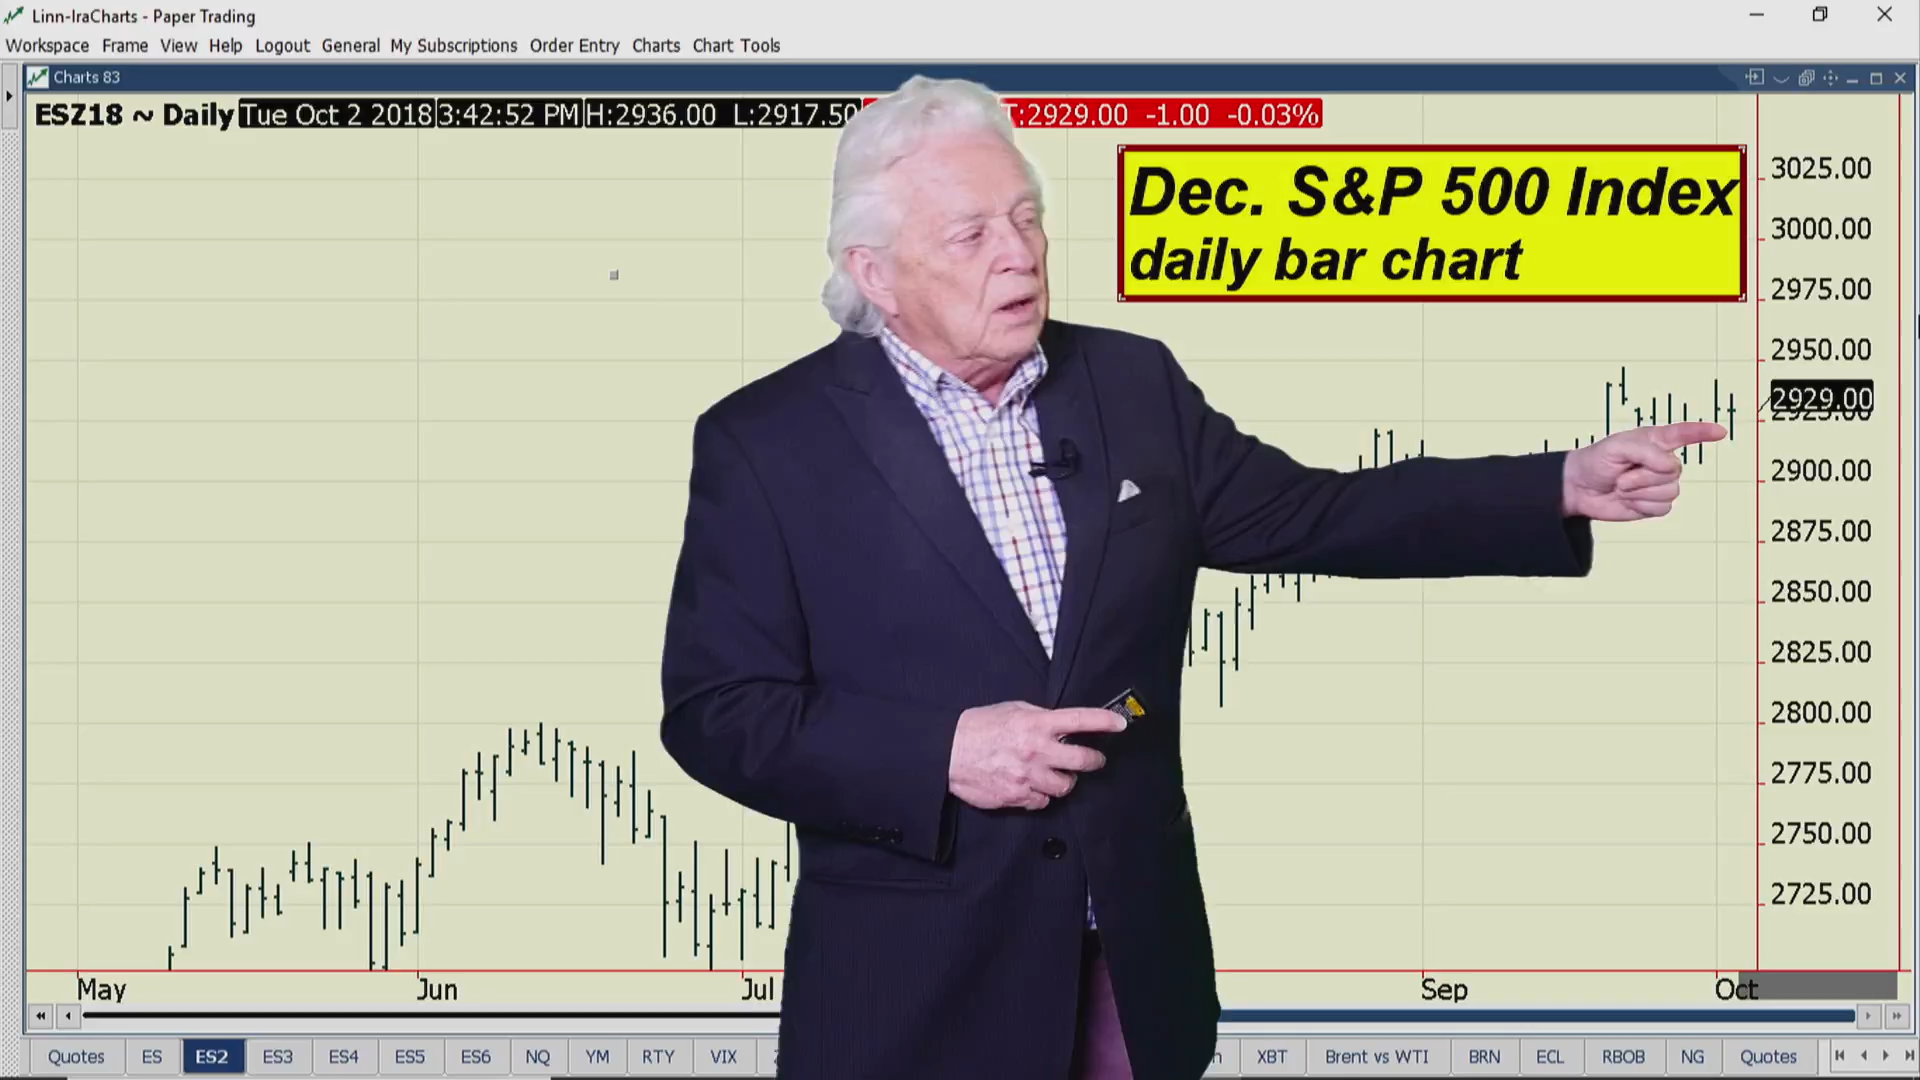 Linn-IraCharts - Paper Trading
Workspace Frame View Help Logout General My Subscriptions Order Entry Charts Chart Tools
Charts 83
ESZ18 ~ Daily Tue Oct 2 2018 3:42:52 PM H:2936.00 L:2917.50 T:2929.00 -1.00 -0.03%
Dec. S&P 500 Index
daily bar chart
3025.00
3000.00
2975.00
2950.00
2929.00
2900.00
2875.00
2850.00
2825.00
2800.00
2775.00
2750.00
2725.00
May Jun Jul Sep Oct
Quotes ES ES2 ES3 ES4 ES5 ES6 NQ YM RTY VIX XBT Brent vs WTI BRN ECL RBOB NG Quotes